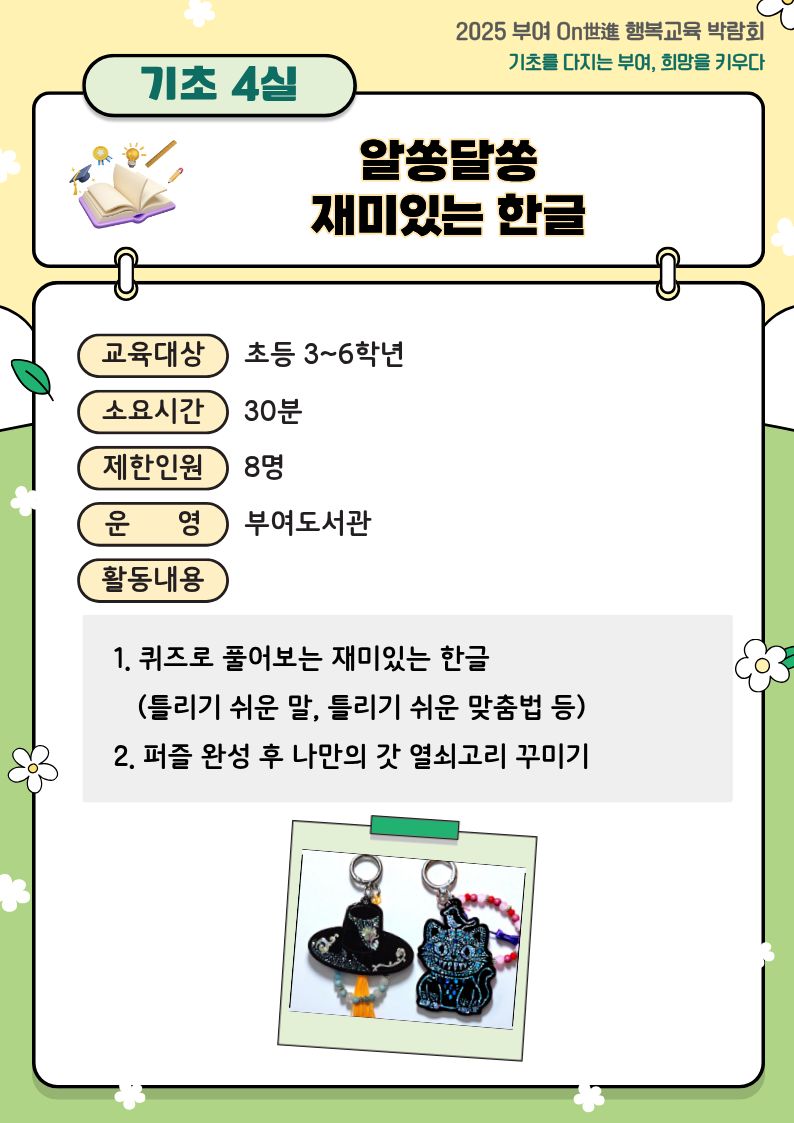 2025 부여 On世進 행복교육 박람회
기초를 다지는 부여, 희망을 키우다
기초 4실
알쏭달쏭
재미있는 한글
교육대상 초등 3~6학년
소요시간 30분
제한인원 8명
운 영 부여도서관
활동내용
1. 퀴즈로 풀어보는 재미있는 한글
(틀리기 쉬운 말, 틀리기 쉬운 맞춤법 등)
2. 퍼즐 완성 후 나만의 갓 열쇠고리 꾸미기